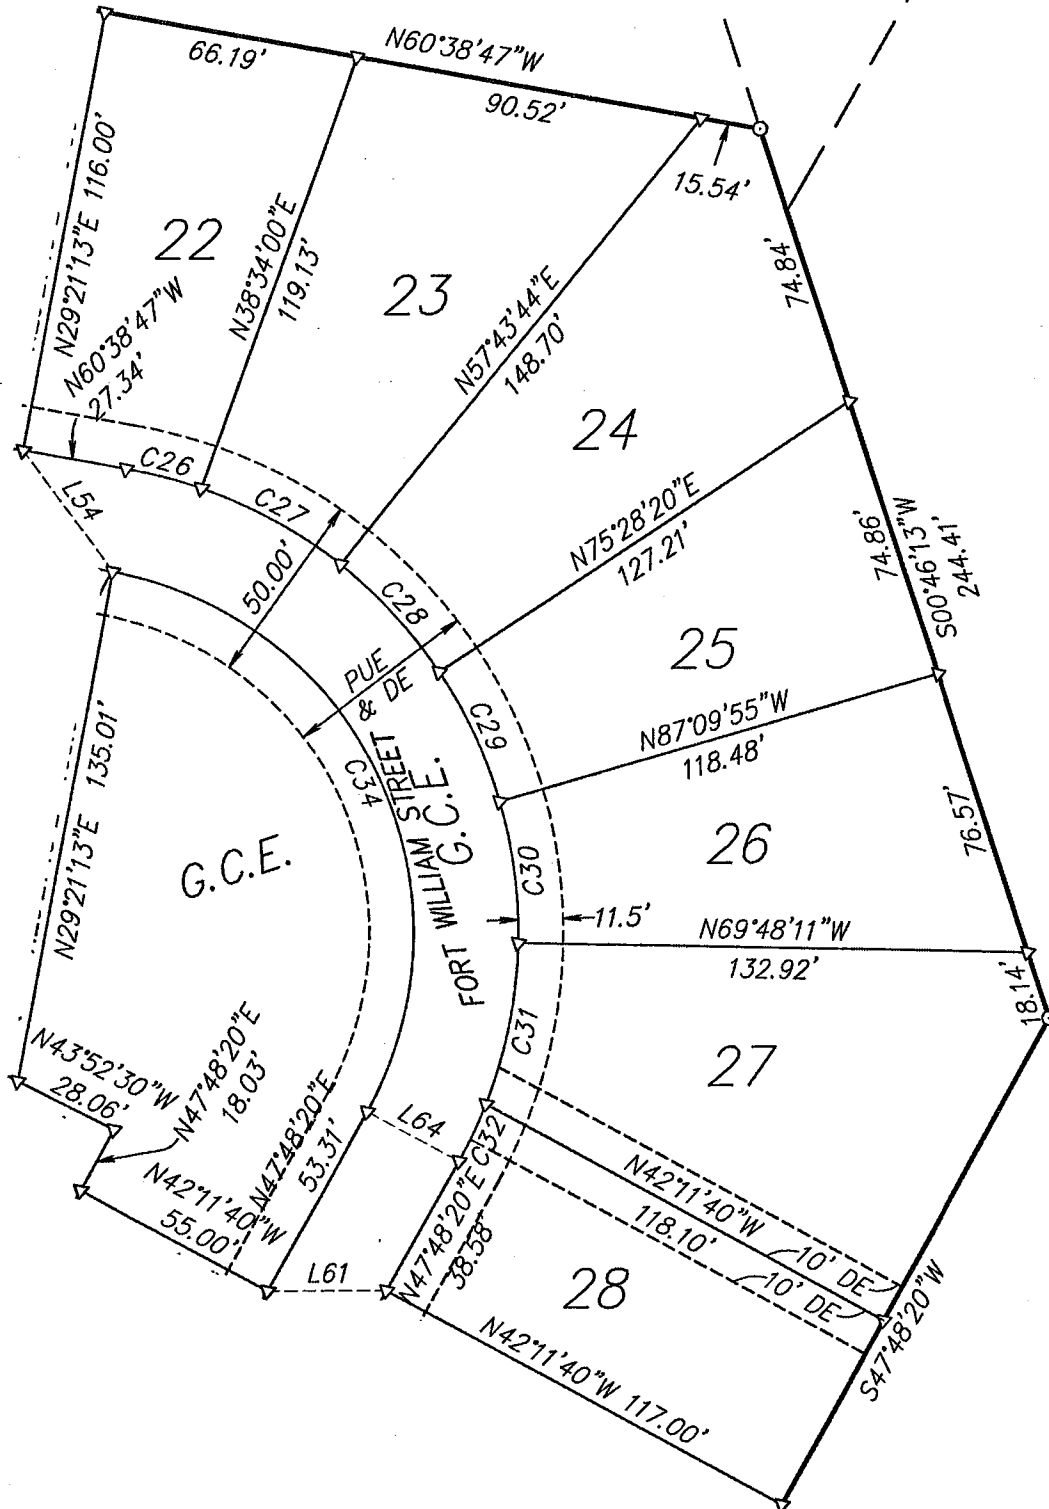 N60°38'47"W
66.19'
90.52'
15.54'
N29°21'13"E 116.00'
22
N38°34'00"E
119.13'
23
N60°38'47"W
27.34'
N57°43'44"E
148.70'
74.84'
24
C26
L54
C27
50.00'
C28
N75°28'20"E
127.21'
74.86'
S00°46'13"W
244.41'
25
PUE
& DE
C29
N87°09'55"W
118.48'
C34
FORT WILLIAM STREET
G.C.E.
N29°21'13"E 135.01'
G.C.E.
C30
26
76.57'
11.5'
N69°48'11"W
132.92'
18.14'
C31
27
N43°52'30"W
28.06'
N47°48'20"E
18.03'
N47°48'20"E
53.31'
L64
C32
N42°11'40"W
55.00'
L61
N47°48'20"E
38.58'
N42°11'40"W
118.10'
10' DE
10' DE
28
S47°48'20"W
N42°11'40"W 117.00'